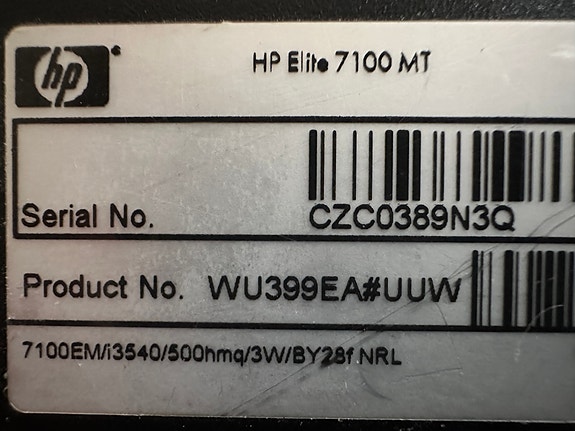 hp
HP Elite 7100 MT
Serial No.
CZC0389N3Q
Product No. WU399EA#UUW
7100EM/i3540/500hmq/3W/BY28f NRL